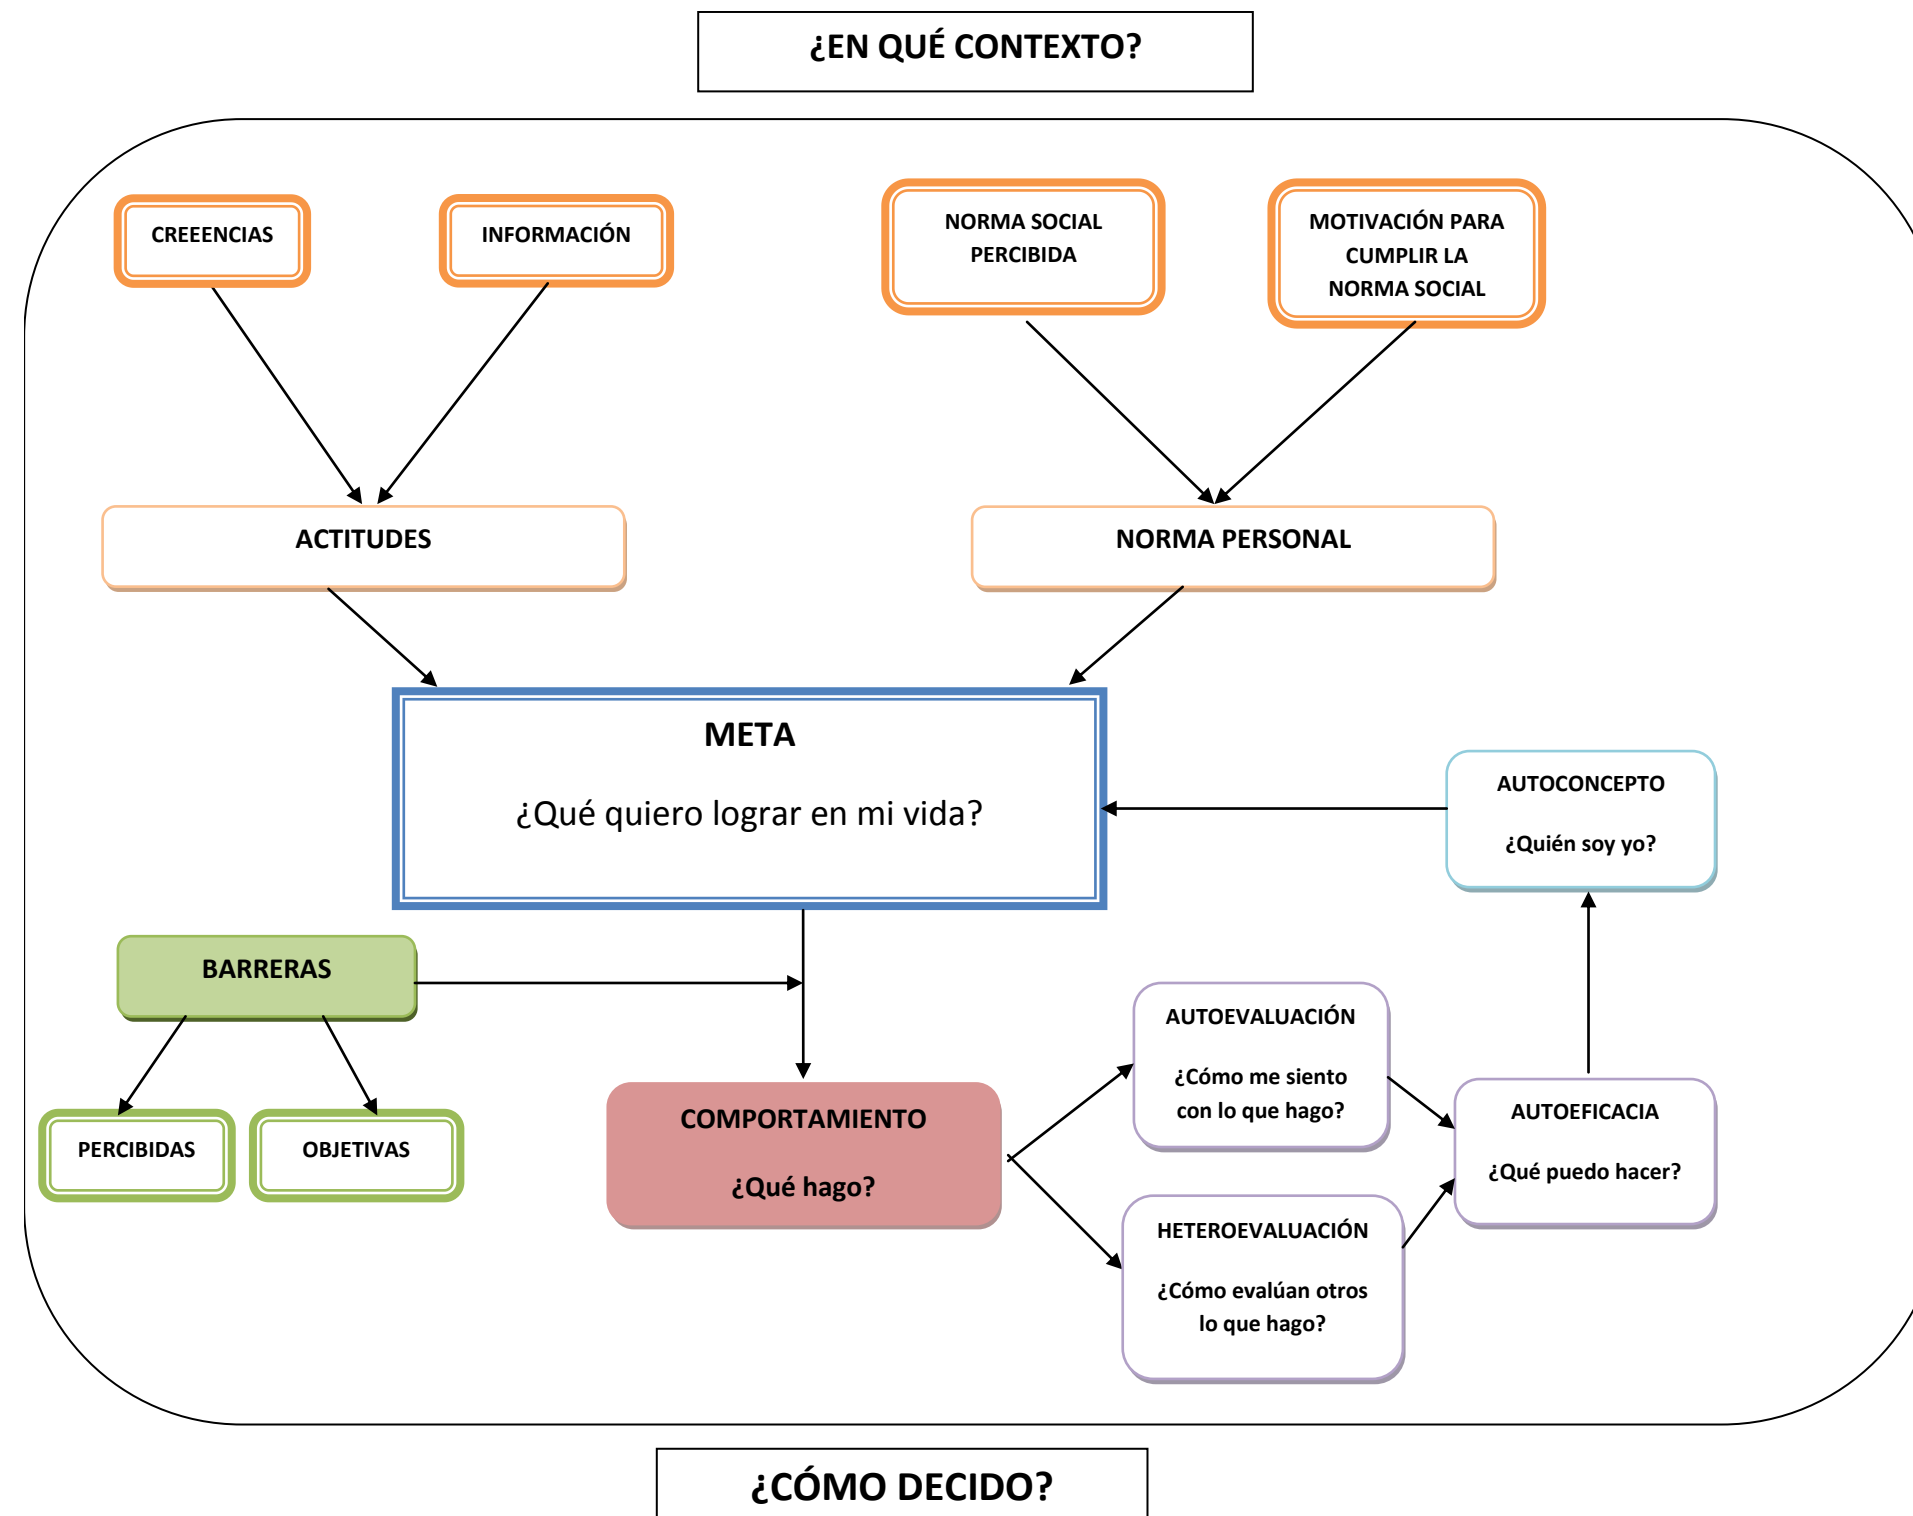 ¿EN QUÉ CONTEXTO?
CREEENCIAS
INFORMACIÓN
NORMA SOCIAL
PERCIBIDA
MOTIVACIÓN PARA
CUMPLIR LA
NORMA SOCIAL
ACTITUDES
NORMA PERSONAL
META
¿Qué quiero lograr en mi vida?
AUTOCONCEPTO
¿Quién soy yo?
BARRERAS
PERCIBIDAS
OBJETIVAS
COMPORTAMIENTO
¿Qué hago?
AUTOEVALUACIÓN
¿Cómo me siento
con lo que hago?
HETEROEVALUACIÓN
¿Cómo evalúan otros
lo que hago?
AUTOEFICACIA
¿Qué puedo hacer?
¿CÓMO DECIDO?